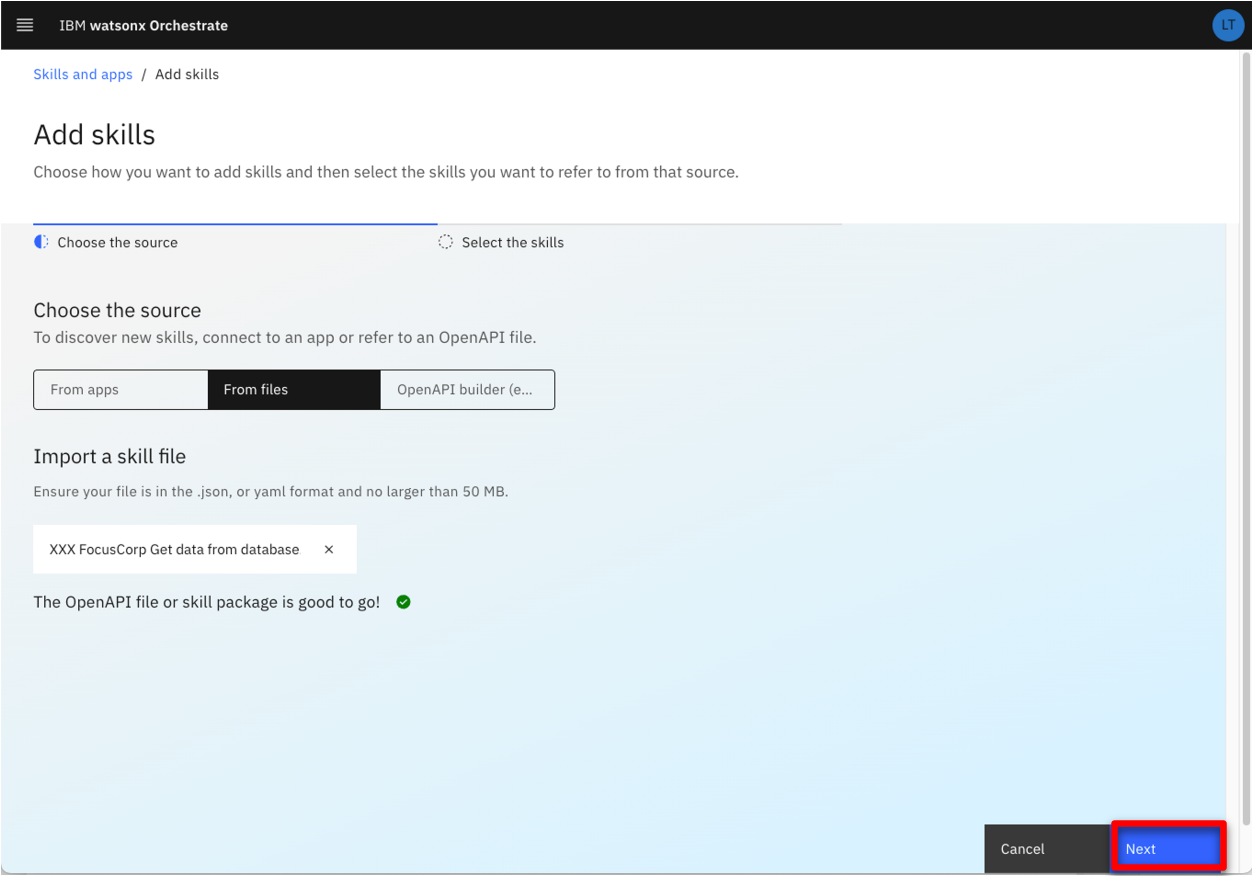 IBM watsonx Orchestrate
LT
Skills and apps / Add skills
Add skills
Choose how you want to add skills and then select the skills you want to refer to from that source.
Choose the source
Select the skills
Choose the source
To discover new skills, connect to an app or refer to an OpenAPI file.
From apps
From files
OpenAPI builder (e...
Import a skill file
Ensure your file is in the .json, or yaml format and no larger than 50 MB.
XXX FocusCorp Get data from database
The OpenAPI file or skill package is good to go!
Cancel
Next